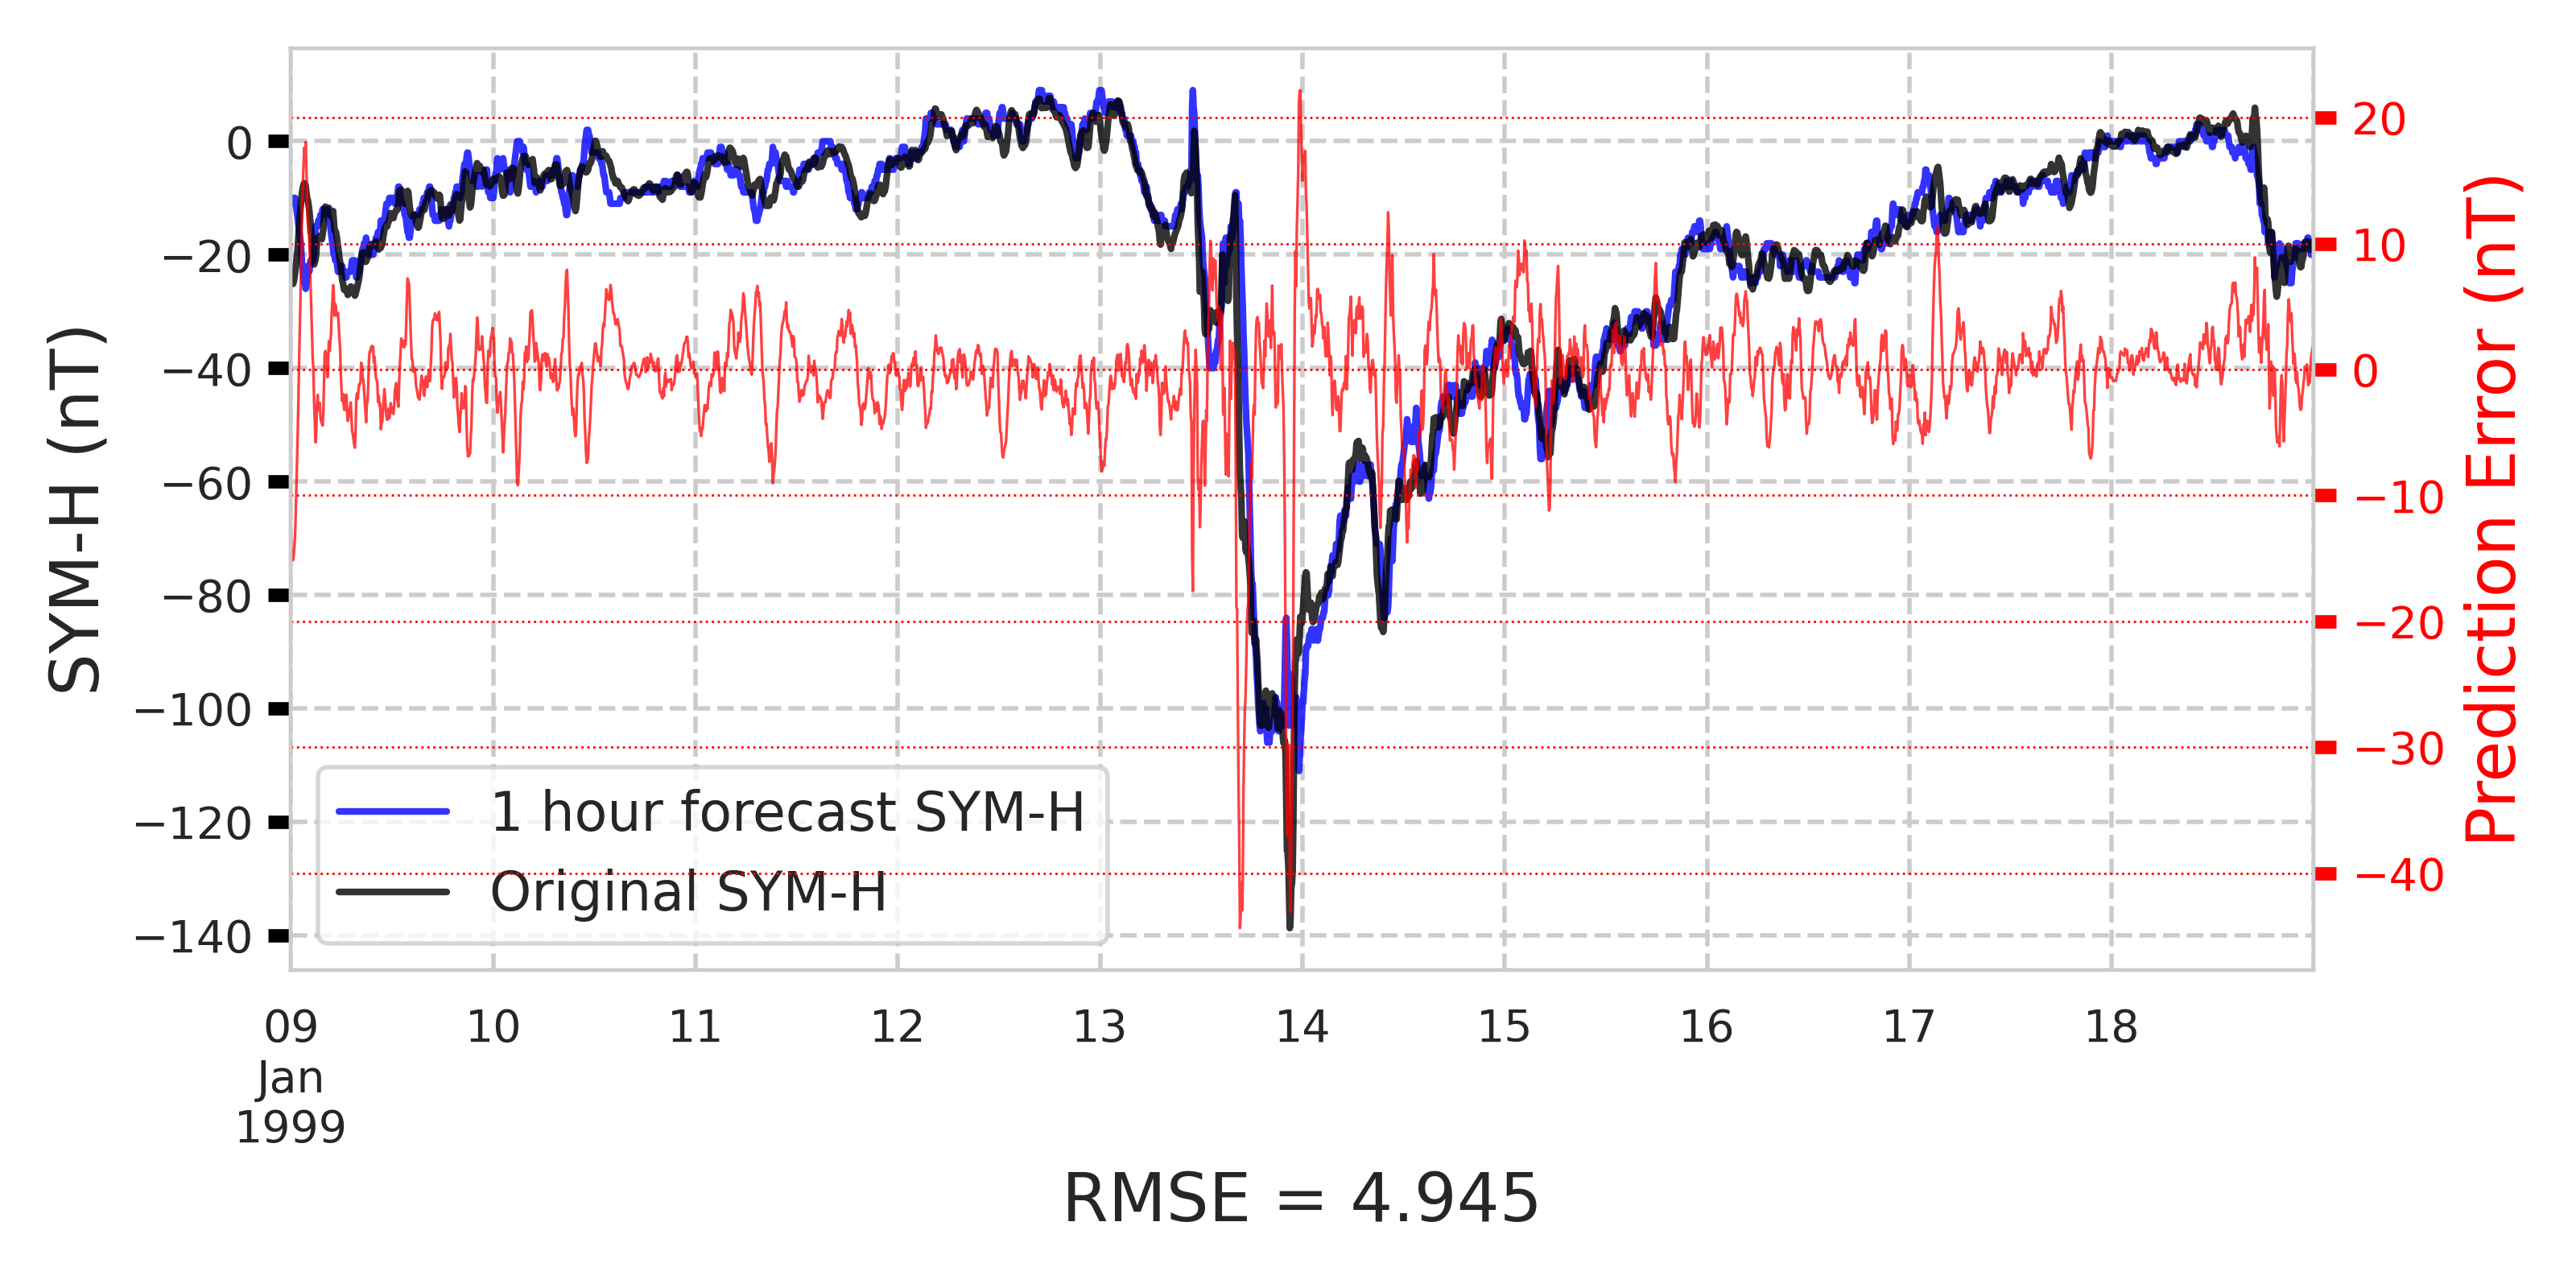 SYM-H (nT)
0
−20
−40
−60
−80
−100
−120
−140
1 hour forecast SYM-H
Original SYM-H
20
10
0
−10
−20
−30
−40
Prediction Error (nT)
09 10 11 12 13 14 15 16 17 18
Jan
1999
RMSE = 4.945